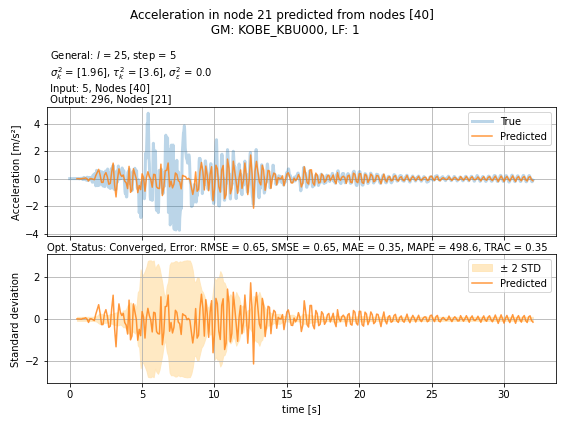 Acceleration in node 21 predicted from nodes [40]
GM: KOBE_KBU000, LF: 1
General: l = 25, step = 5
σ²ₖ = [1.96], τ²ₖ = [3.6], σ²ε = 0.0
Input: 5, Nodes [40]
Output: 296, Nodes [21]
Acceleration [m/s²]
4
2
0
−2
−4
True
Predicted
Opt. Status: Converged, Error: RMSE = 0.65, SMSE = 0.65, MAE = 0.35, MAPE = 498.6, TRAC = 0.35
Standard deviation
2
0
−2
± 2 STD
Predicted
0 5 10 15 20 25 30
time [s]